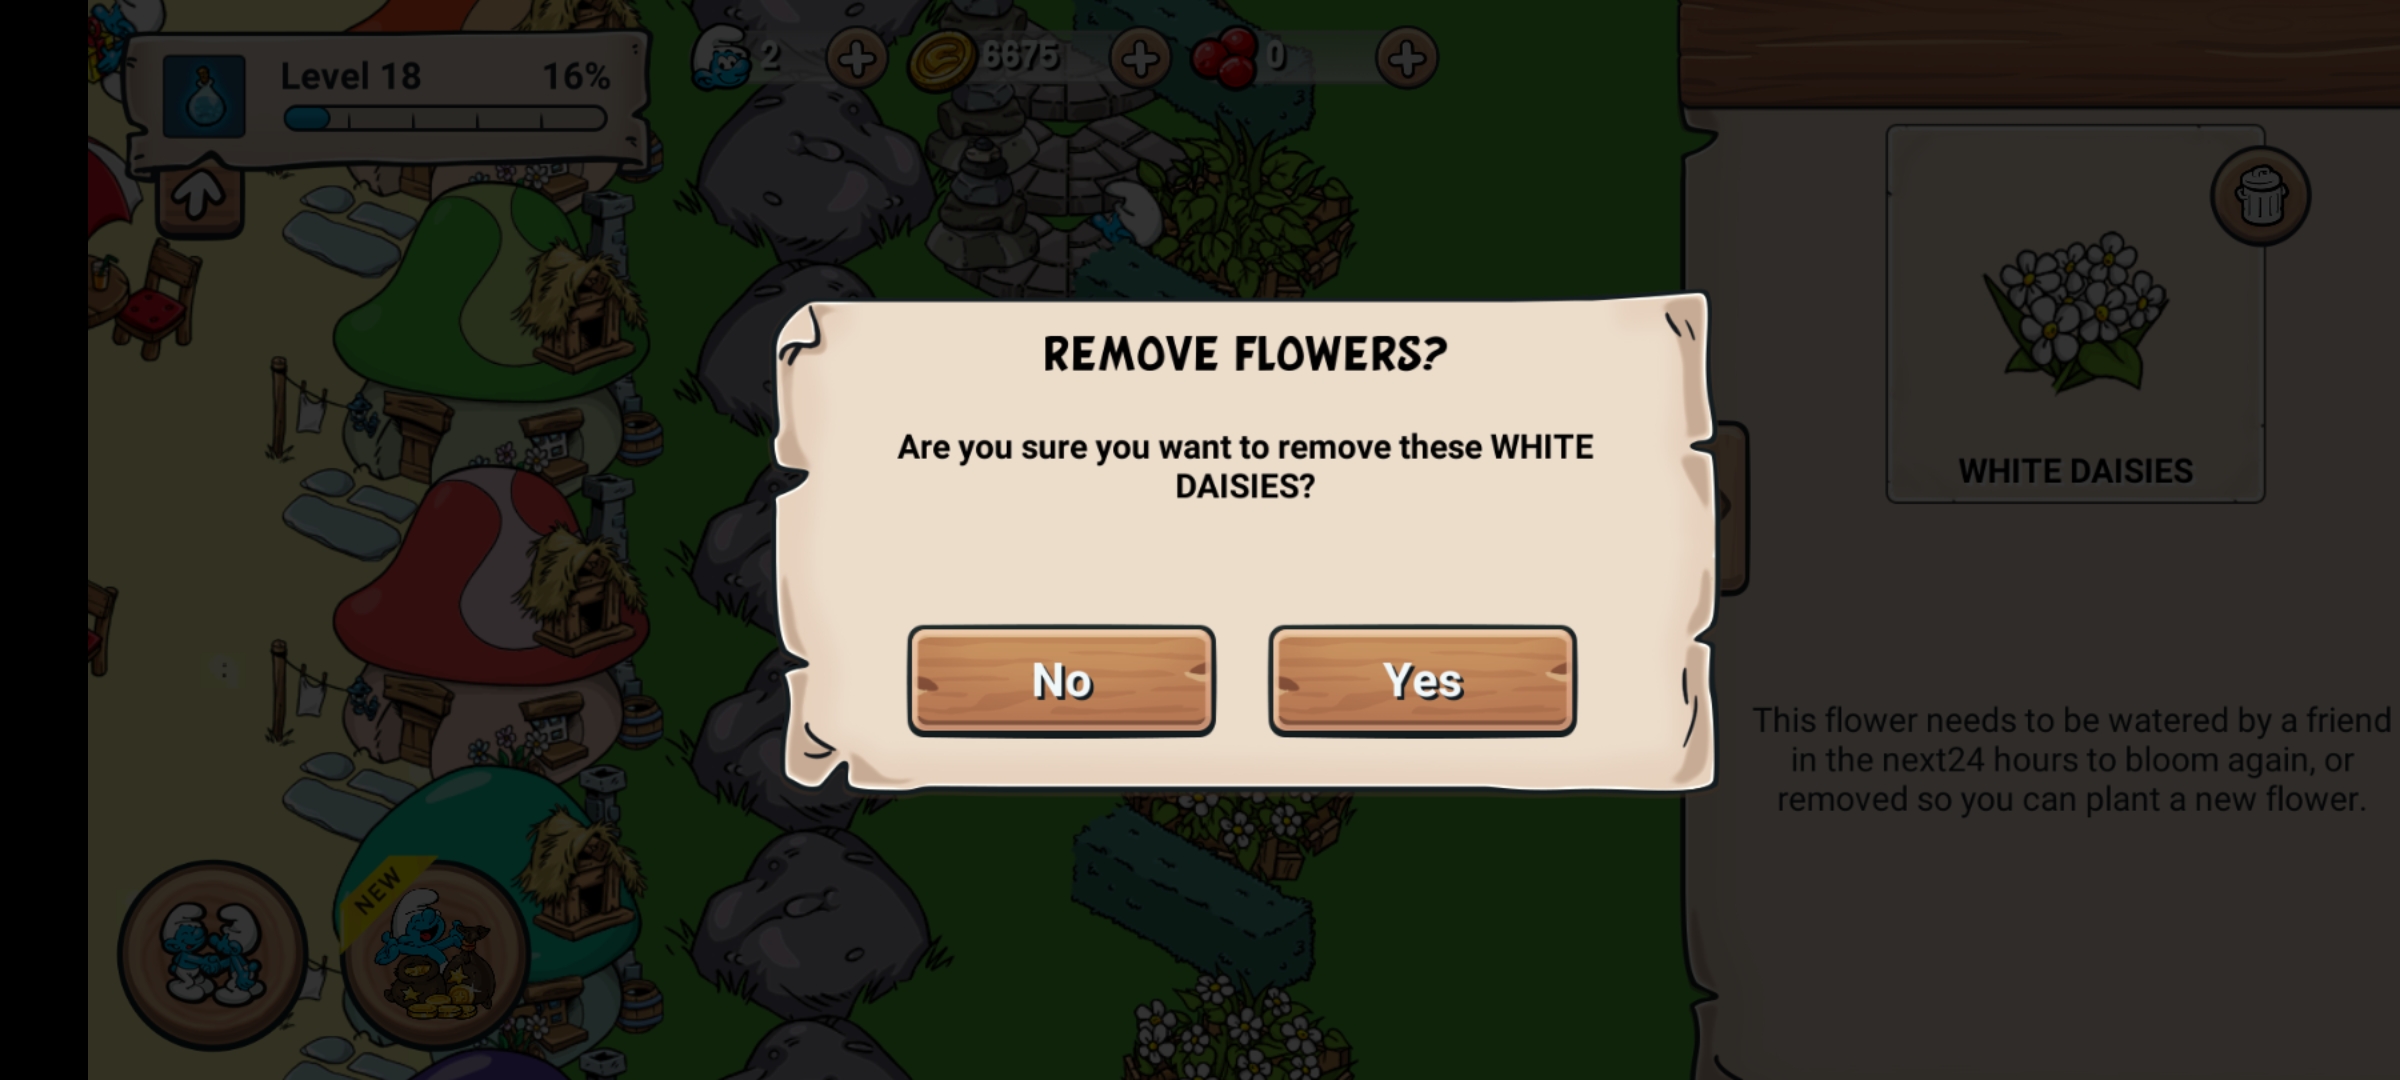 Level 18 16%
2
6675
0
REMOVE FLOWERS?
Are you sure you want to remove these WHITE
DAISIES?
No
Yes
WHITE DAISIES
This flower needs to be watered by a friend
in the next24 hours to bloom again, or
removed so you can plant a new flower.
NEW